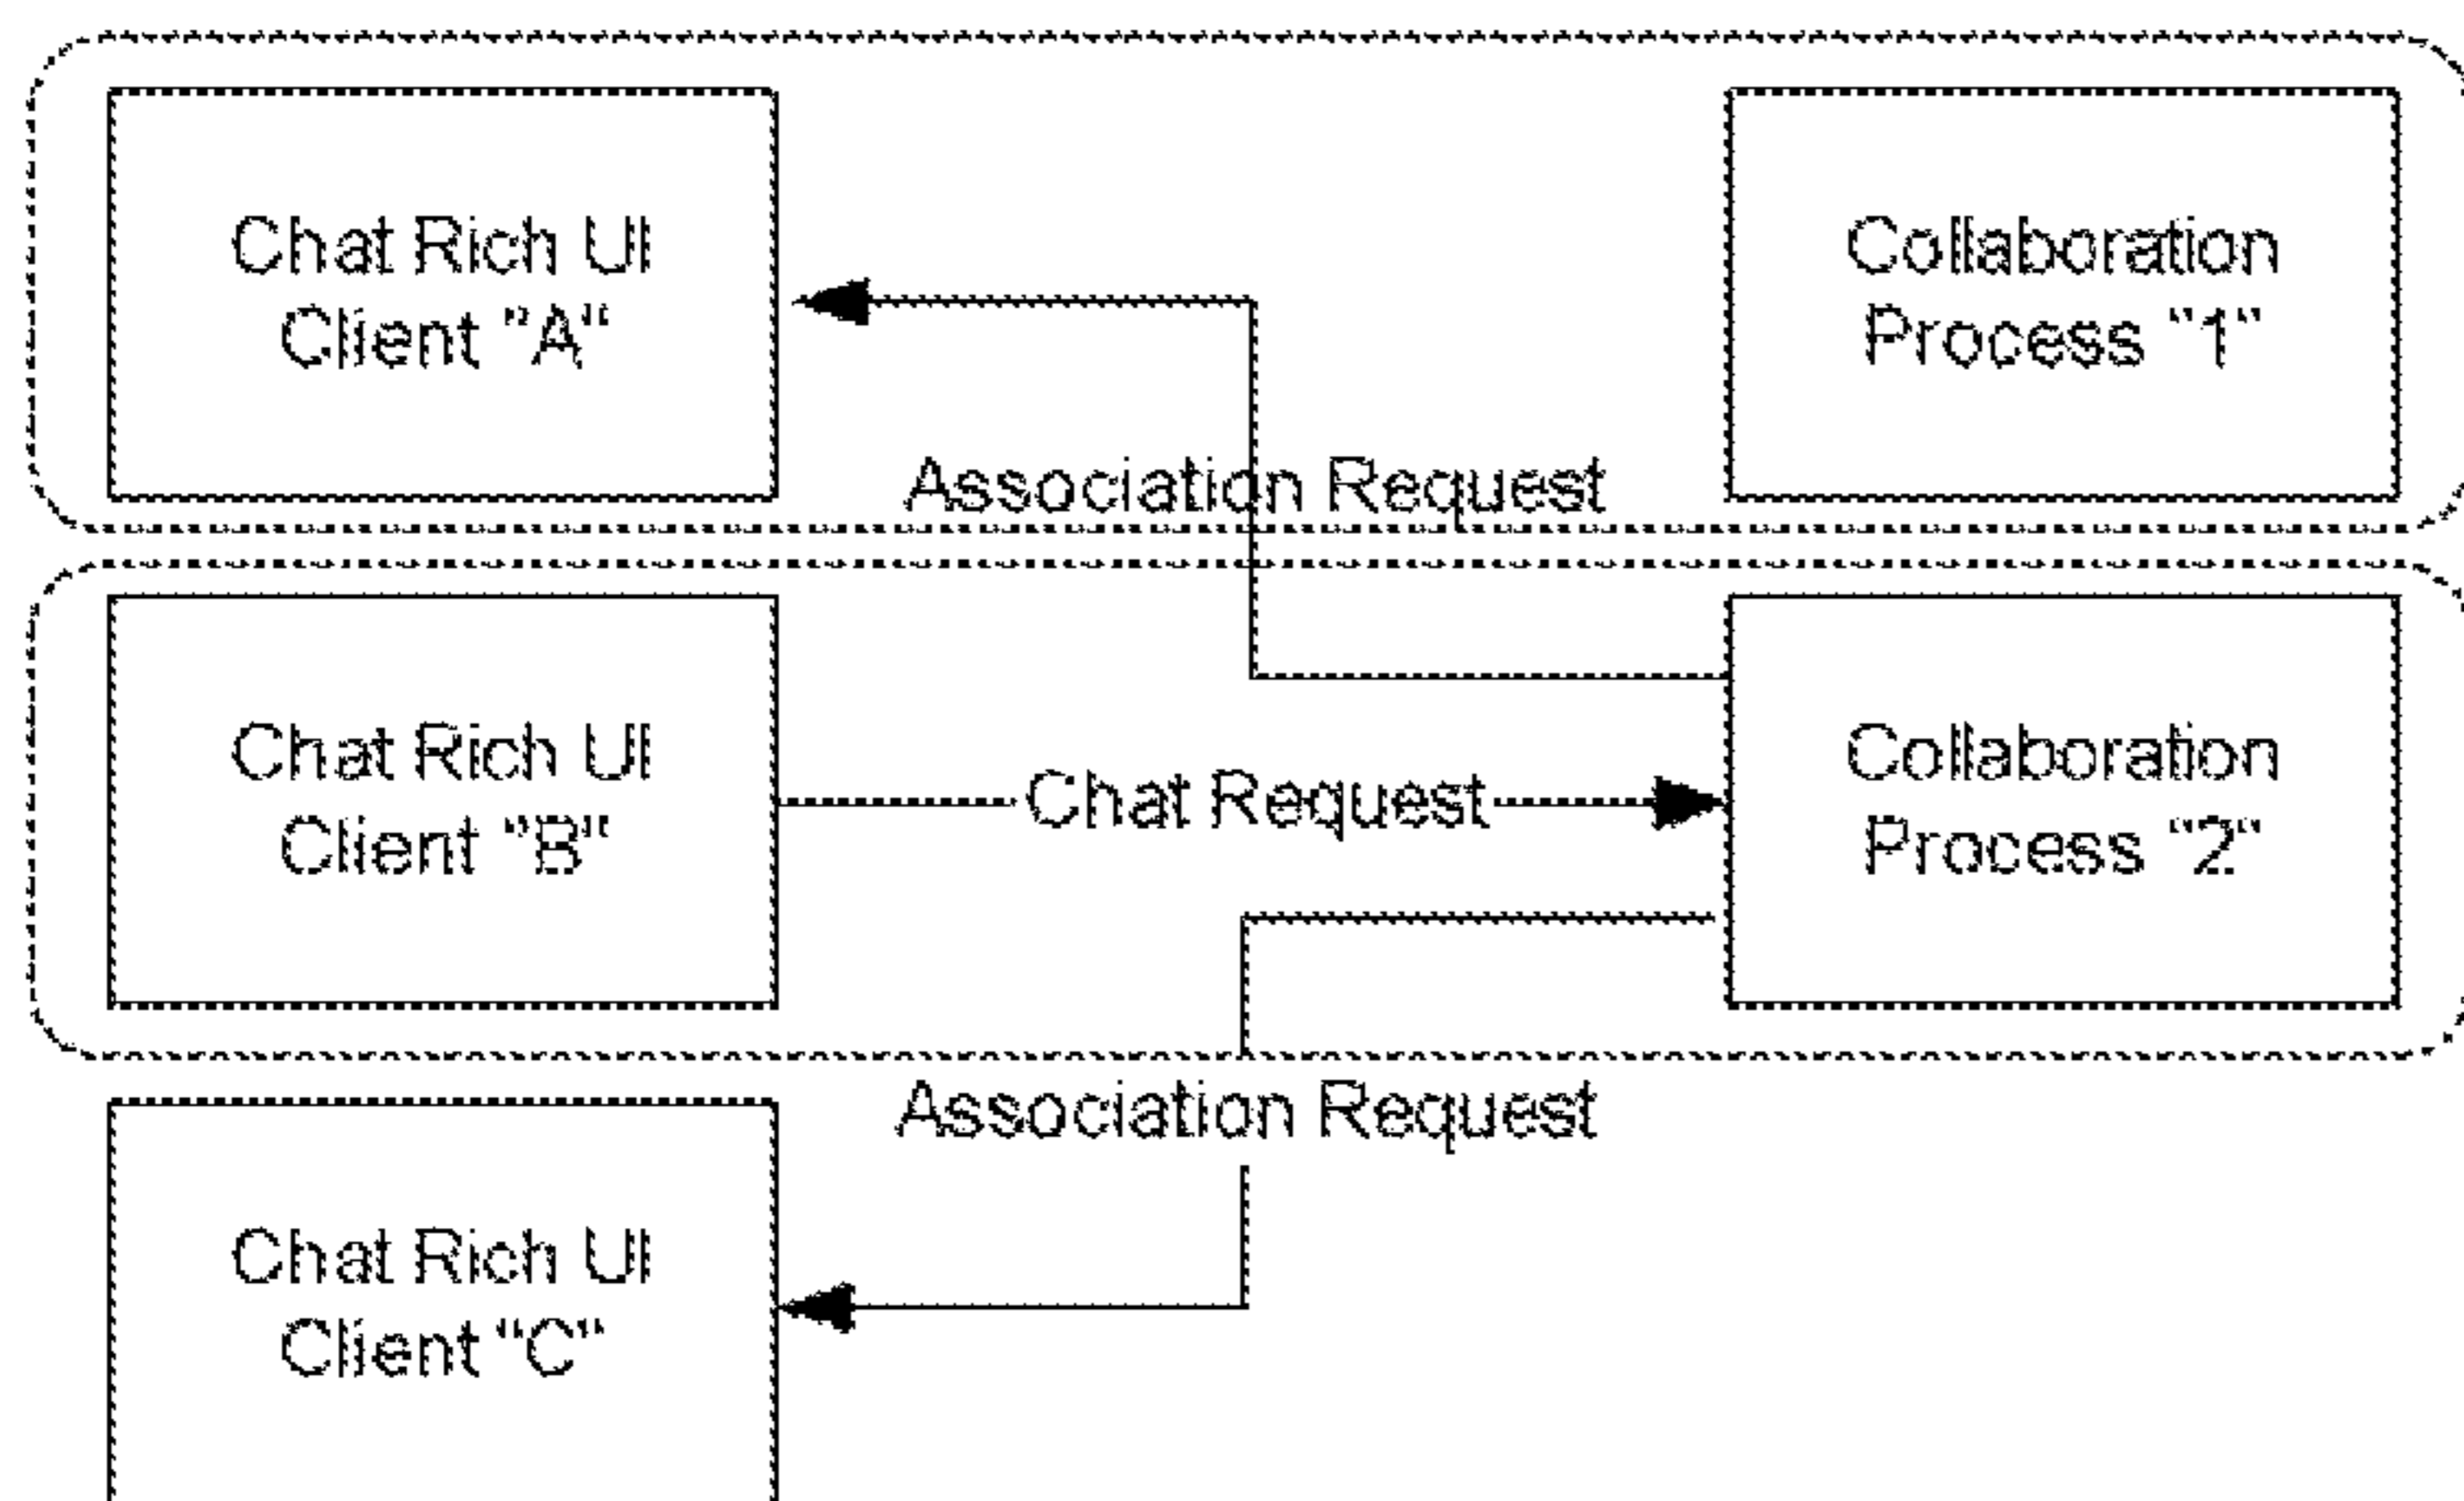 Chat Rich UI
Client "A"
Collaboration
Process "1"
Association Request
Chat Rich UI
Client "B"
Chat Request
Collaboration
Process "2"
Association Request
Chat Rich UI
Client "C"